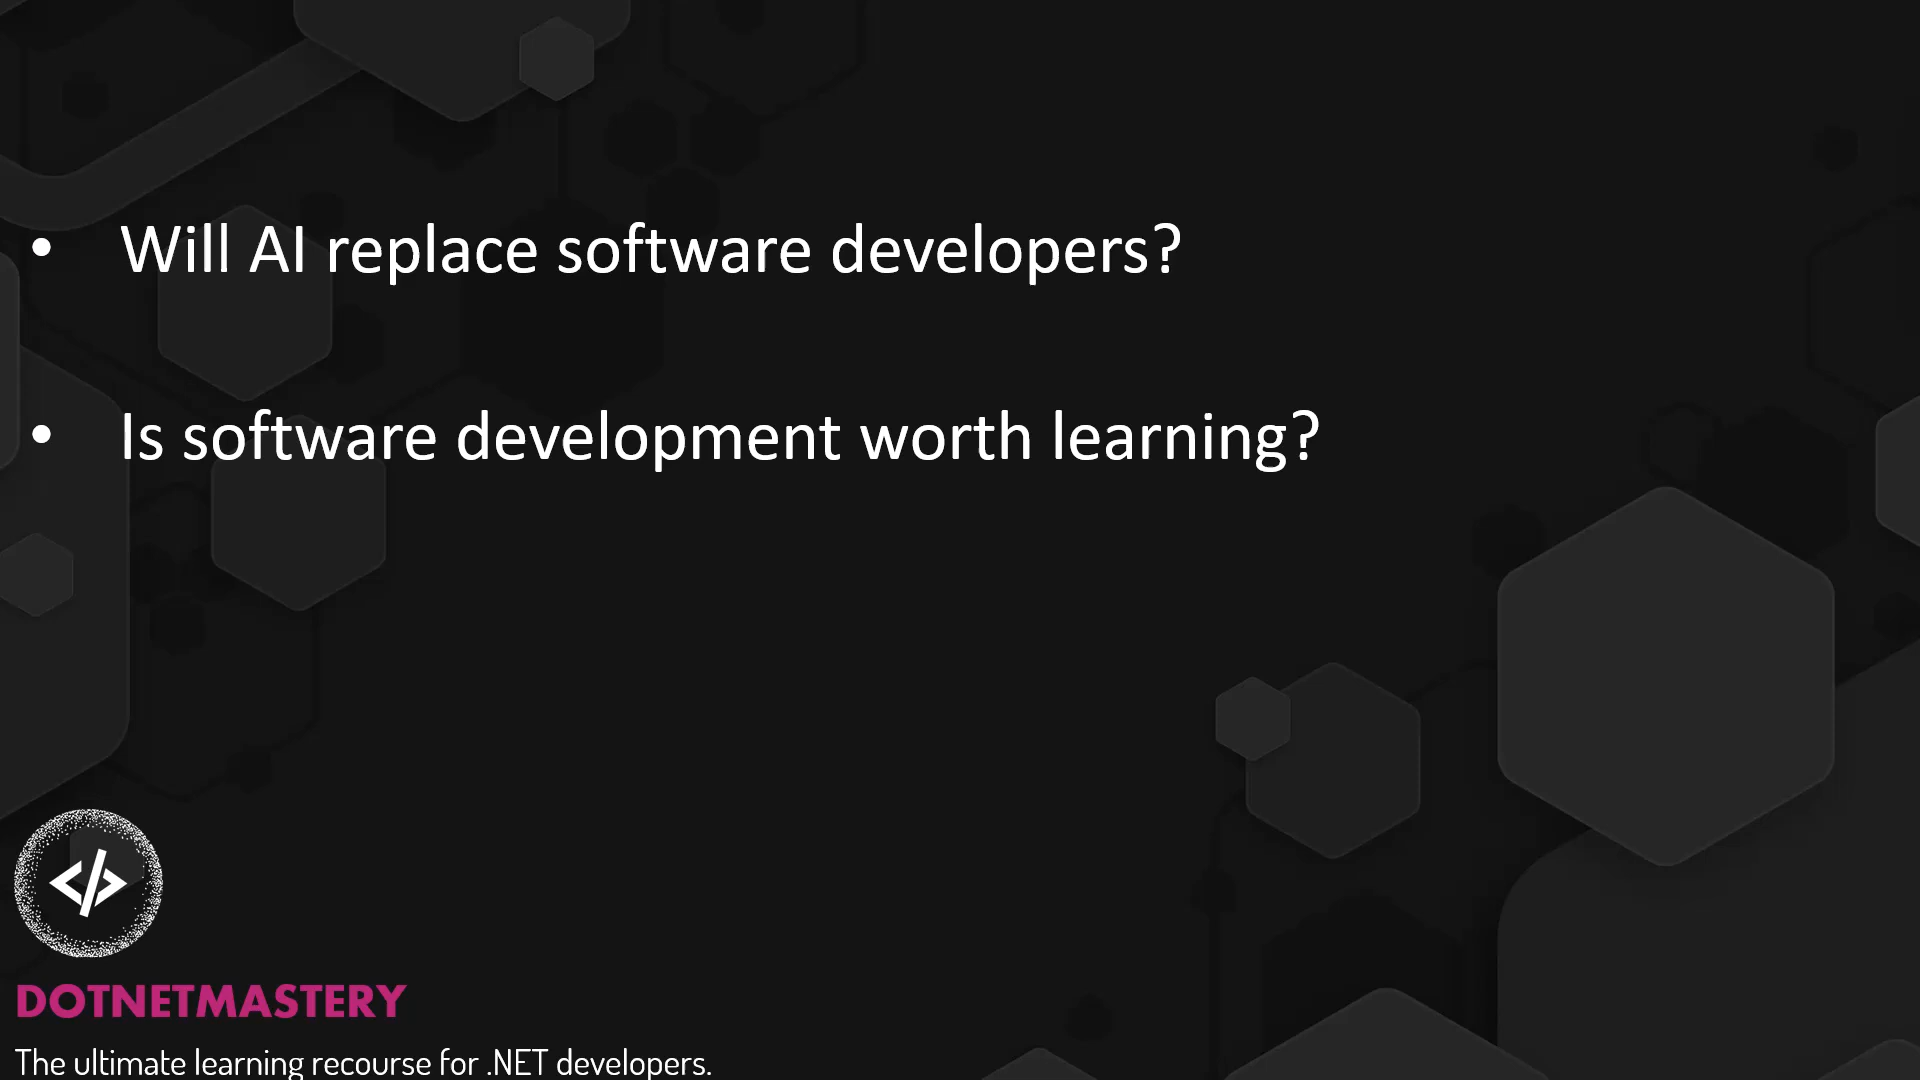 • Will AI replace software developers?
• Is software development worth learning?
</>
DOTNETMASTERY
The ultimate learning recourse for .NET developers.